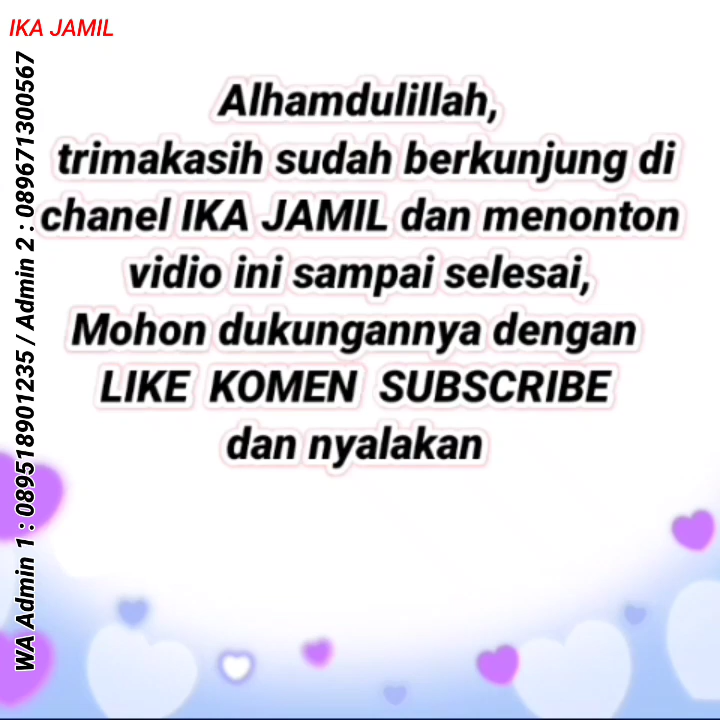 IKA JAMIL
WA Admin 1 : 089518901235 / Admin 2 : 089671300567
Alhamdulillah,
trimakasih sudah berkunjung di
chanel IKA JAMIL dan menonton
vidio ini sampai selesai,
Mohon dukungannya dengan
LIKE KOMEN SUBSCRIBE
dan nyalakan